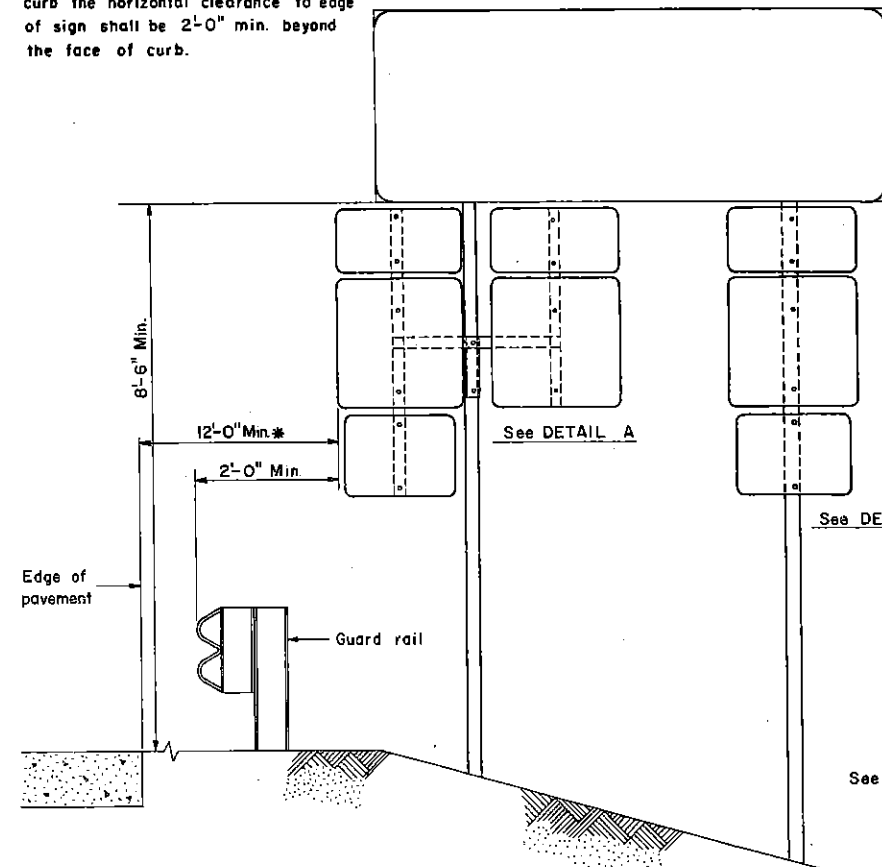 curb the horizontal clearance to edge
of sign shall be 2'-0" min. beyond
the face of curb.
8'-6" Min.
12'-0" Min.*
See DETAIL A
2'-0" Min.
See DE
Edge of
pavement
Guard rail
See